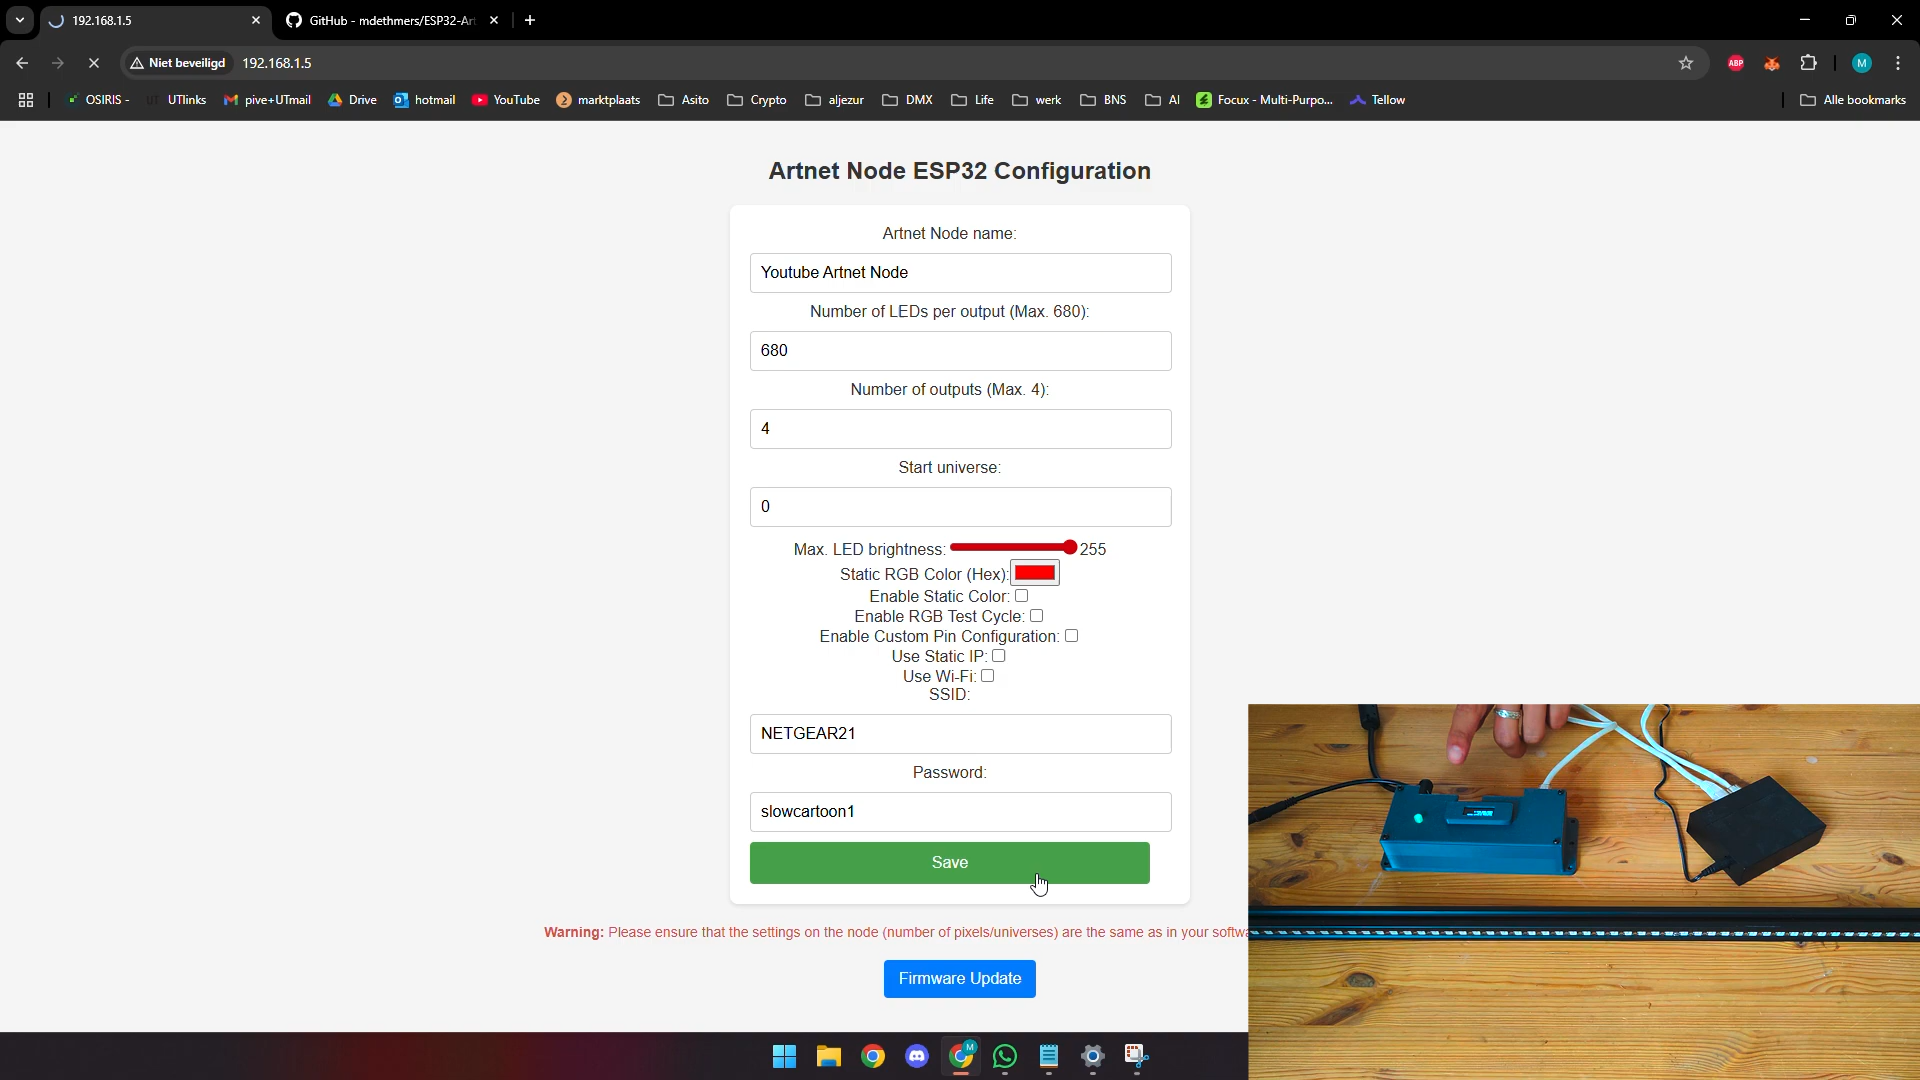 192.168.1.5
GitHub - mdethmers/ESP32-Ar
Niet beveiligd
192.168.1.5
OSIRIS -
UTlinks
pive+UTmail
Drive
hotmail
YouTube
marktplaats
Asito
Crypto
aljezur
DMX
Life
werk
BNS
AI
Focux - Multi-Purpo...
Tellow
Alle bookmarks
Artnet Node ESP32 Configuration
Artnet Node name:
Youtube Artnet Node
Number of LEDs per output (Max. 680):
680
Number of outputs (Max. 4):
4
Start universe:
0
Max. LED brightness: 255
Static RGB Color (Hex):
Enable Static Color:
Enable RGB Test Cycle:
Enable Custom Pin Configuration:
Use Static IP:
Use Wi-Fi:
SSID:
NETGEAR21
Password:
slowcartoon1
Save
Warning: Please ensure that the settings on the node (number of pixels/universes) are the same as in your softwa
Firmware Update